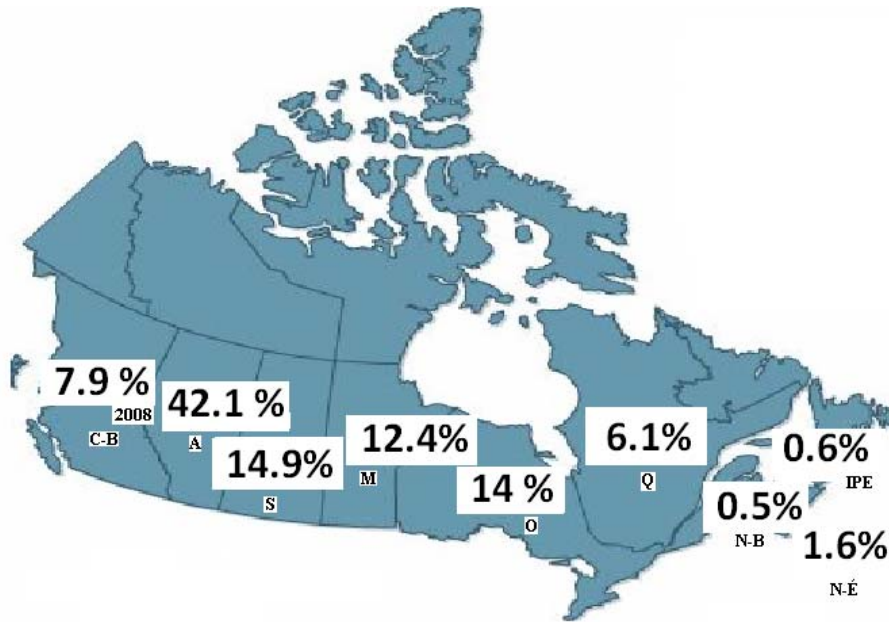 7.9 %
2008
C-B
42.1 %
A
14.9%
S
12.4%
M
14 %
O
6.1%
Q
0.6%
IPE
0.5%
N-B
1.6%
N-É